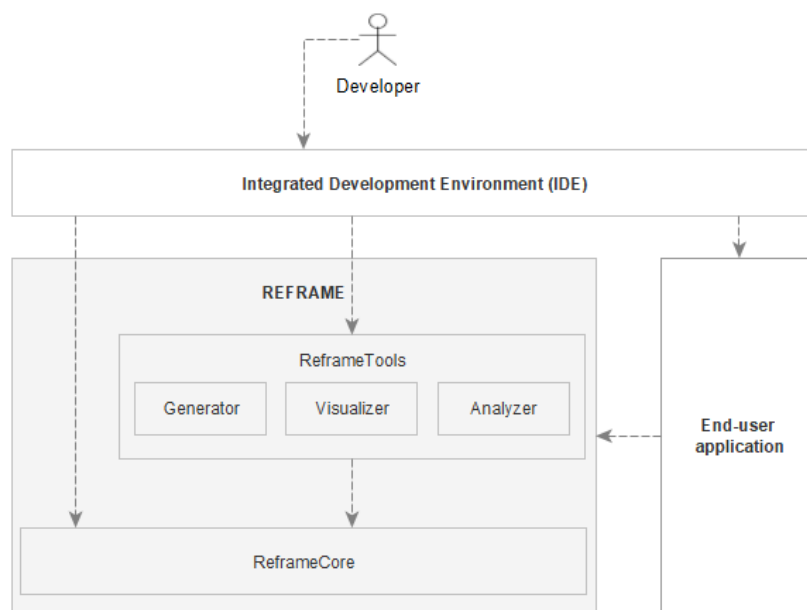 Developer
Integrated Development Environment (IDE)
REFRAME
ReframeTools
Generator
Visualizer
Analyzer
End-user
application
ReframeCore